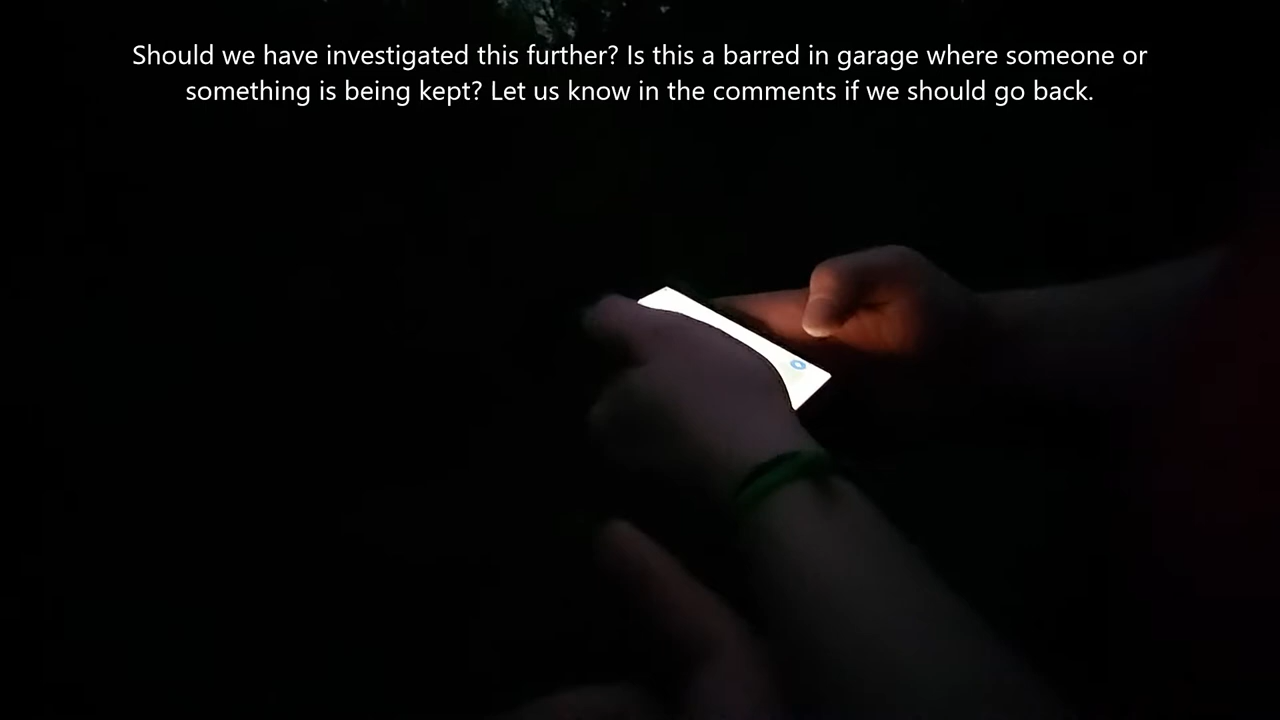 Should we have investigated this further? Is this a barred in garage where someone or
something is being kept? Let us know in the comments if we should go back.